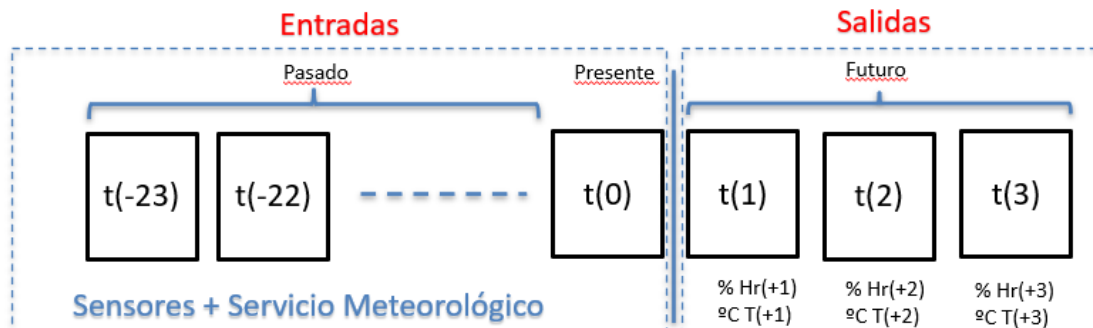 Entradas
Salidas
Pasado
Presente
Futuro
t(-23)
t(-22)
t(0)
t(1)
t(2)
t(3)
Sensores + Servicio Meteorológico
% Hr(+1)
ºC T(+1)
% Hr(+2)
ºC T(+2)
% Hr(+3)
ºC T(+3)